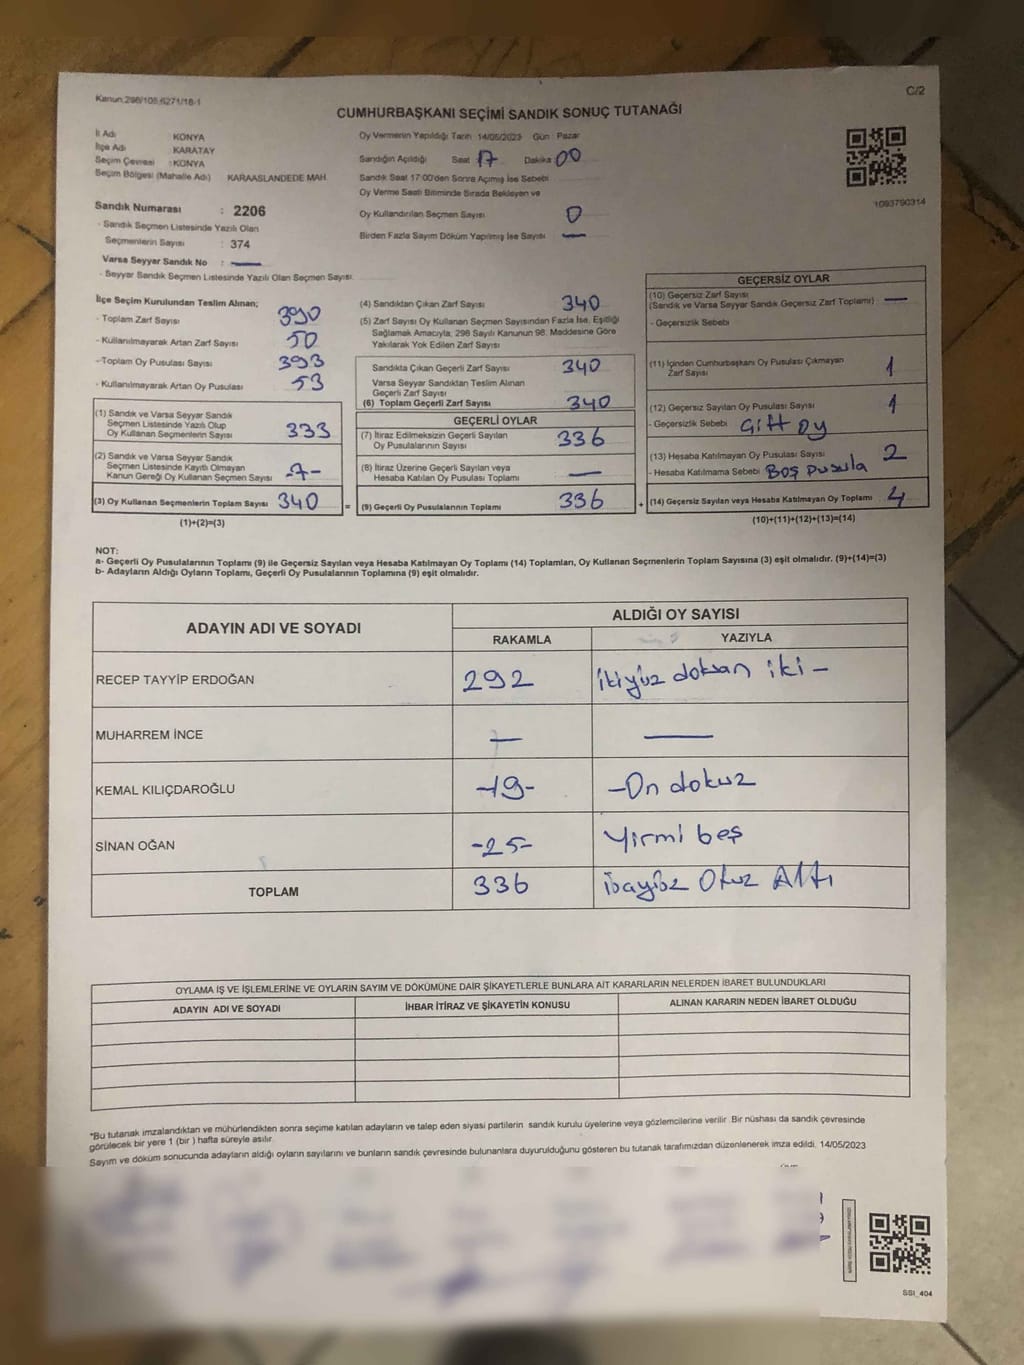 Kanun:298/105,6271/18-1
C/2
CUMHURBAŞKANI SEÇİMİ SANDIK SONUÇ TUTANAĞI
İl Adı KONYA
İlçe Adı KARATAY
Seçim Çevresi : KONYA
Seçim Bölgesi (Mahalle Adı) KARAASLANDEDE MAH.
Sandık Numarası : 2206
- Sandık Seçmen Listesinde Yazılı Olan
Seçmenlerin Sayısı : 374
Varsa Seyyar Sandık No : —
- Seyyar Sandık Seçmen Listesinde Yazılı Olan Seçmen Sayısı:
Oy Vermenin Yapıldığı Tarih 14/05/2023 Gün : Pazar
Sandığın Açıldığı Saat 17 Dakika 00
Sandık Saat 17:00'den Sonra Açımış İse Sebebi
Oy Verme Saati Bitiminde Sırada Bekleyen ve
Oy Kullandırılan Seçmen Sayısı 0
Birden Fazla Sayım Döküm Yapılmış İse Sayısı —
1093790314
İlçe Seçim Kurulundan Teslim Alınan;
- Toplam Zarf Sayısı 390
- Kullanılmayarak Artan Zarf Sayısı 50
- Toplam Oy Pusulası Sayısı 393
- Kullanılmayarak Artan Oy Pusulası 53
(1) Sandık ve Varsa Seyyar Sandık
Seçmen Listesinde Yazılı Olup
Oy Kullanan Seçmenlerin Sayısı 333
(2) Sandık ve Varsa Seyyar Sandık
Seçmen Listesinde Kayıtlı Olmayan
Kanun Gereği Oy Kullanan Seçmen Sayısı -7-
(3) Oy Kullanan Seçmenlerin Toplam Sayısı 340
(1)+(2)=(3)
=
(4) Sandıktan Çıkan Zarf Sayısı 340
(5) Zarf Sayısı Oy Kullanan Seçmen Sayısından Fazla İse, Eşitliği
Sağlamak Amacıyla, 298 Sayılı Kanunun 98. Maddesine Göre
Yakılarak Yok Edilen Zarf Sayısı
Sandıkta Çıkan Geçerli Zarf Sayısı 340
Varsa Seyyar Sandıktan Teslim Alınan
Geçerli Zarf Sayısı
(6) Toplam Geçerli Zarf Sayısı 340
GEÇERLİ OYLAR
(7) İtiraz Edilmeksizin Geçerli Sayılan
Oy Pusulalarının Sayısı 336
(8) İtiraz Üzerine Geçerli Sayılan veya
Hesaba Katılan Oy Pusulası Toplamı —
(9) Geçerli Oy Pusulalarının Toplamı 336
+
GEÇERSİZ OYLAR
(10) Geçersiz Zarf Sayısı
(Sandık ve Varsa Seyyar Sandık Geçersiz Zarf Toplamı) —
- Geçersizlik Sebebi
(11) İçinden Cumhurbaşkanı Oy Pusulası Çıkmayan
Zarf Sayısı 1
(12) Geçersiz Sayılan Oy Pusulası Sayısı 1
- Geçersizlik Sebebi Çift oy
(13) Hesaba Katılmayan Oy Pusulası Sayısı 2
- Hesaba Katılmama Sebebi Boş pusula
(14) Geçersiz Sayılan veya Hesaba Katılmayan Oy Toplamı 4
(10)+(11)+(12)+(13)=(14)
NOT:
a- Geçerli Oy Pusulalarının Toplamı (9) ile Geçersiz Sayılan veya Hesaba Katılmayan Oy Toplamı (14) Toplamları, Oy Kullanan Seçmenlerin Toplam Sayısına (3) eşit olmalıdır. (9)+(14)=(3)
b- Adayların Aldığı Oyların Toplamı, Geçerli Oy Pusulalarının Toplamına (9) eşit olmalıdır.
ADAYIN ADI VE SOYADI
ALDIĞI OY SAYISI
RAKAMLA YAZIYLA
RECEP TAYYİP ERDOĞAN 292 ikiyüz doksan iki –
MUHARREM İNCE — —
KEMAL KILIÇDAROĞLU -19- -On dokuz
SİNAN OĞAN -25- Yirmi beş
TOPLAM 336 Otuz Altı
OYLAMA İŞ VE İŞLEMLERİNE VE OYLARIN SAYIM VE DÖKÜMÜNE DAİR ŞİKAYETLERLE BUNLARA AİT KARARLARIN NELERDEN İBARET BULUNDUKLARI
ADAYIN ADI VE SOYADI İHBAR İTİRAZ VE ŞİKAYETİN KONUSU ALINAN KARARIN NEDEN İBARET OLDUĞU
*Bu tutanak imzalandıktan ve mühürlendikten sonra seçime katılan adayların ve talep eden siyasi partilerin sandık kurulu üyelerine veya gözlemcilerine verilir. Bir nüshası da sandık çevresinde
görülecek bir yere 1 (bir ) hafta süreyle asılır.
Sayım ve döküm sonucunda adayların aldığı oyların sayılarını ve bunların sandık çevresinde bulunanlara duyurulduğunu gösteren bu tutanak tarafımızdan düzenlenerek imza edildi. 14/05/2023
SSI_404